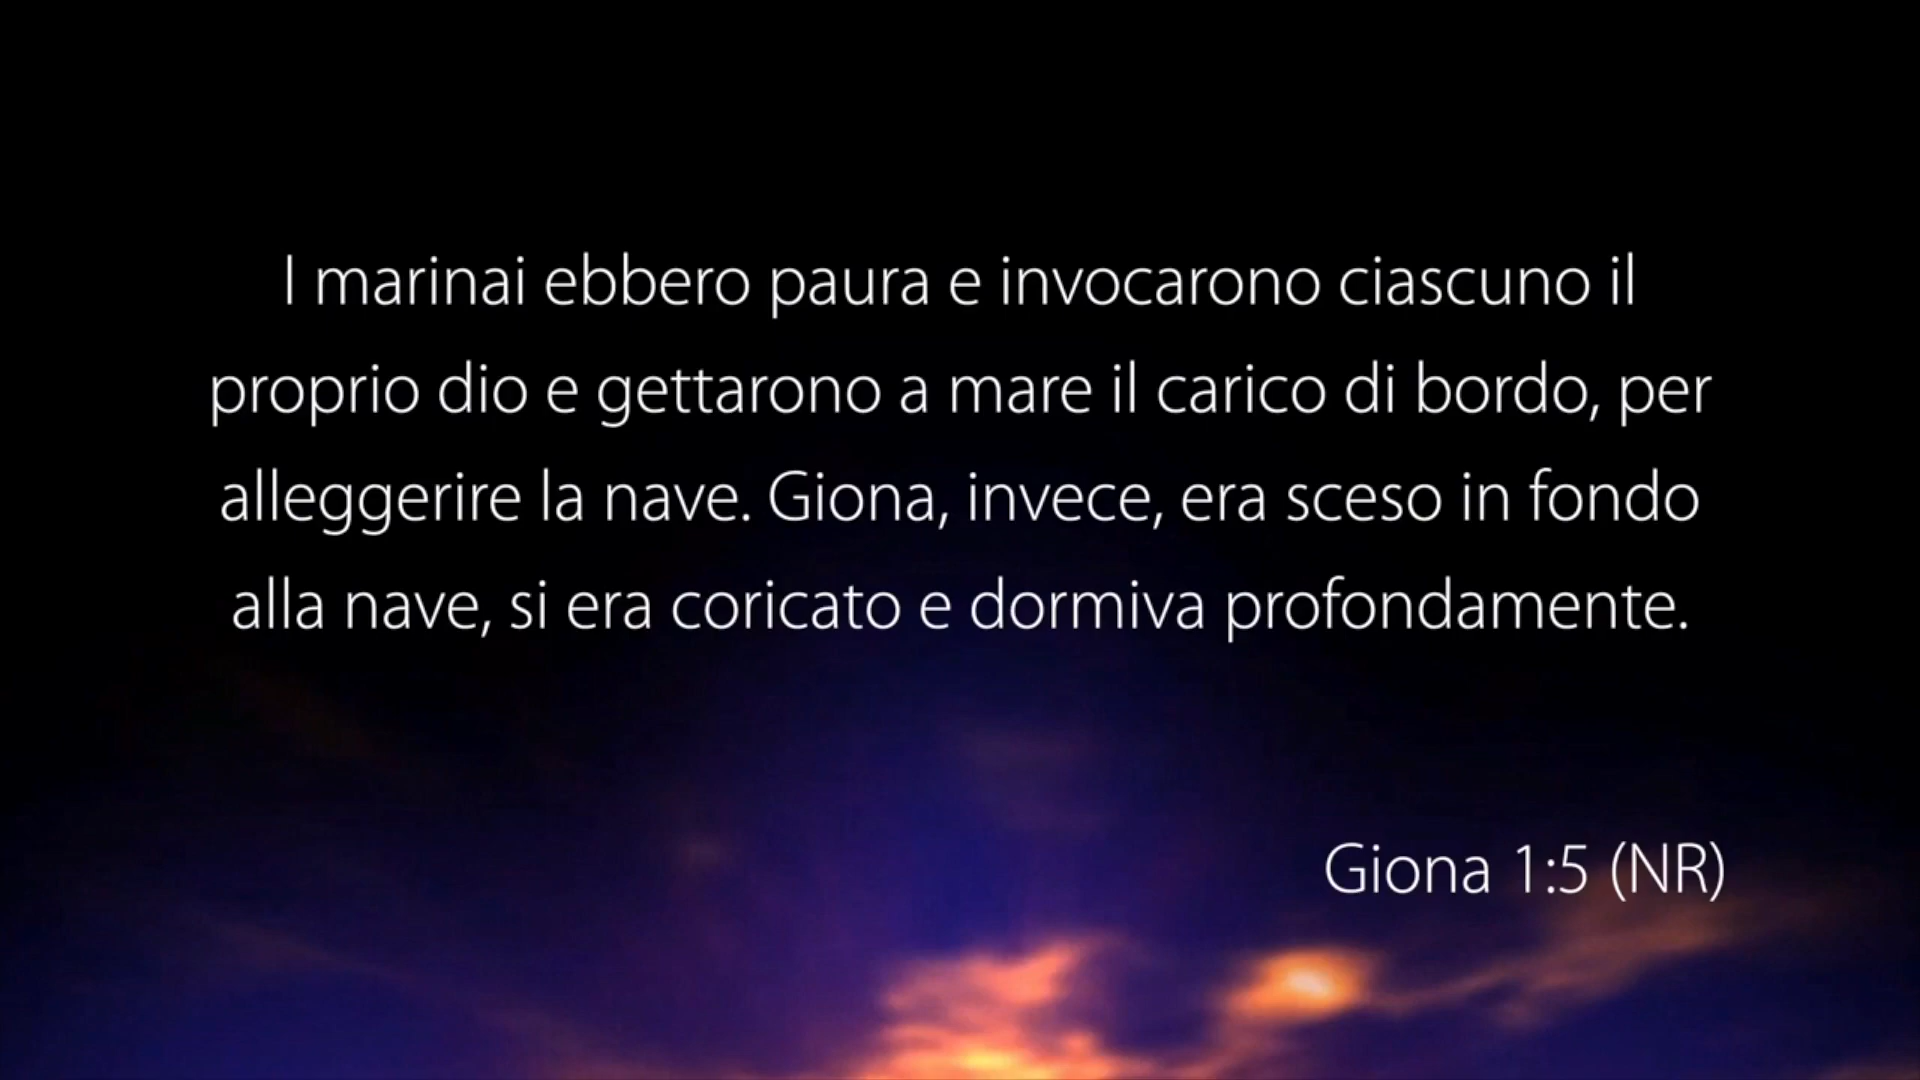 I marinai ebbero paura e invocarono ciascuno il
proprio dio e gettarono a mare il carico di bordo, per
alleggerire la nave. Giona, invece, era sceso in fondo
alla nave, si era coricato e dormiva profondamente.
Giona 1:5 (NR)